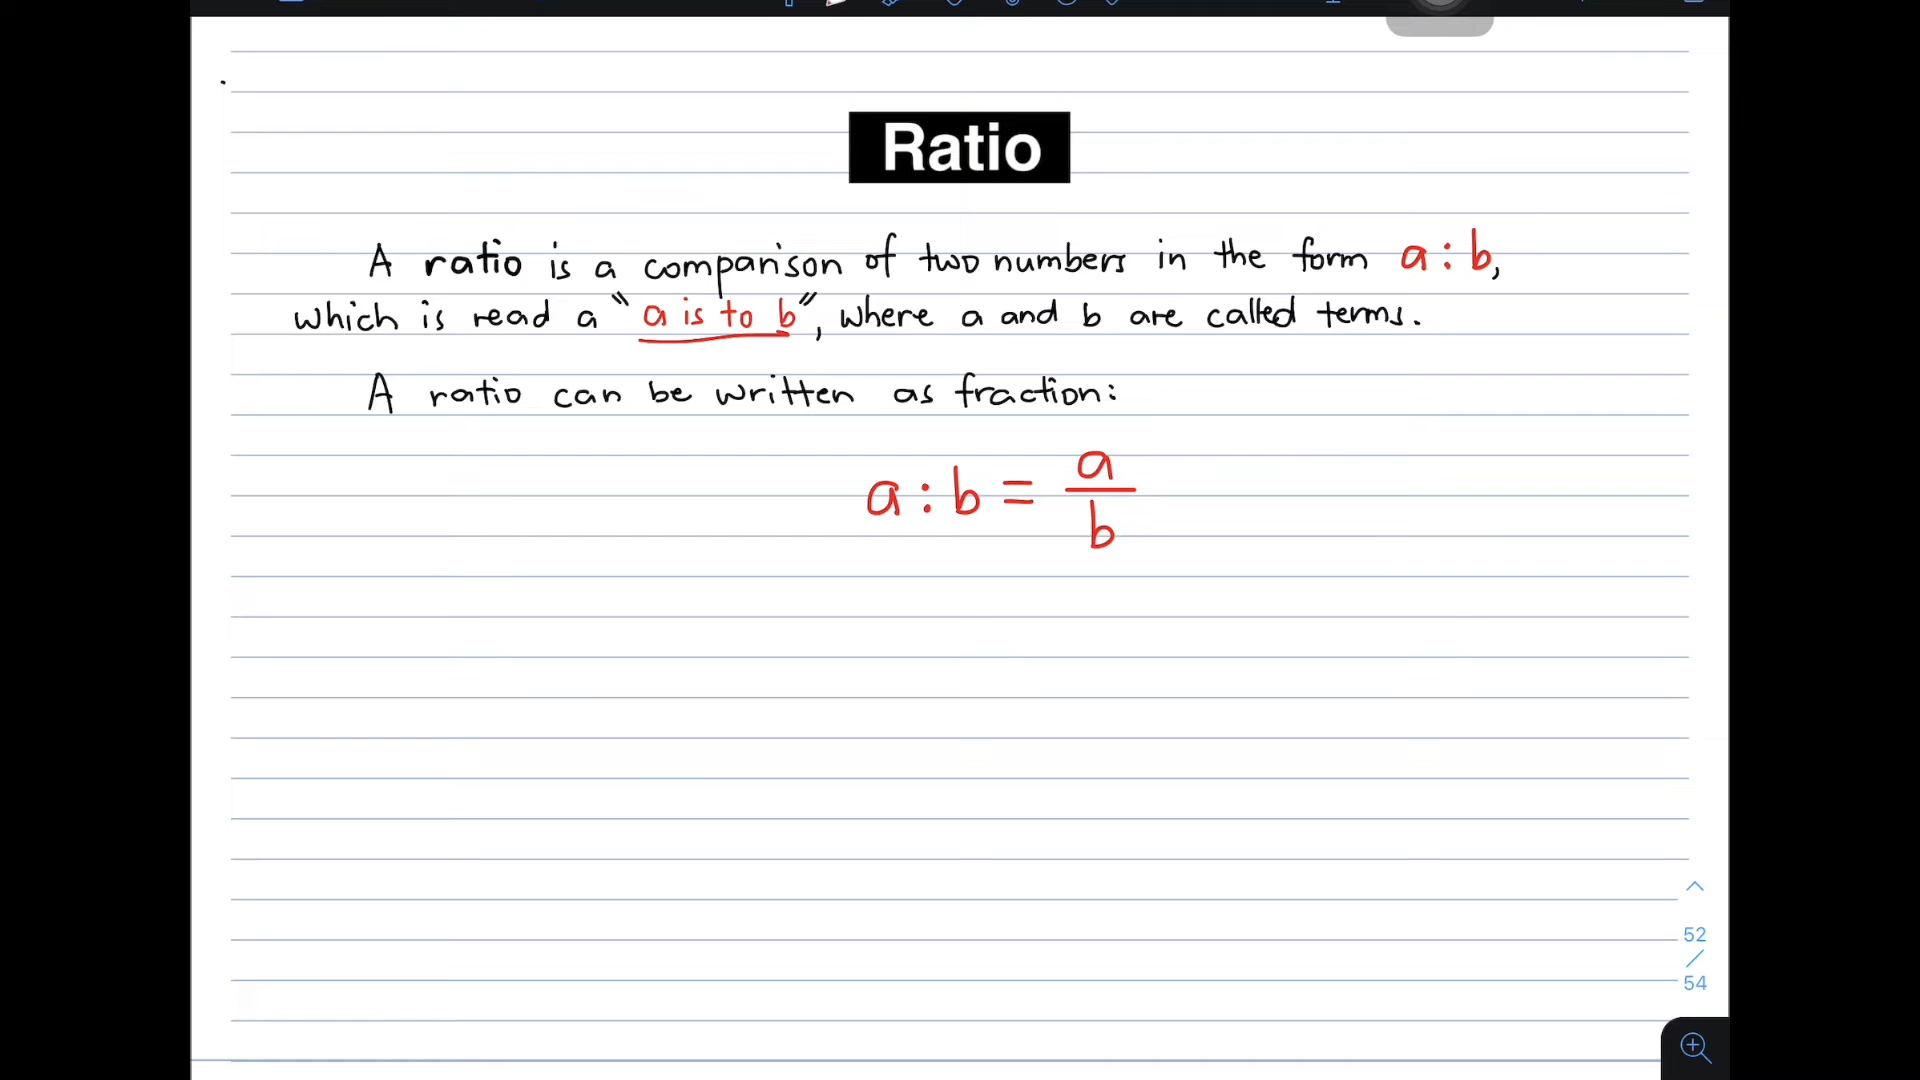 Ratio
A ratio is a comparison of two numbers in the form a : b,
which is read a "a is to b", where a and b are called terms.
A ratio can be written as fraction:
a : b = a/b
52
/
54